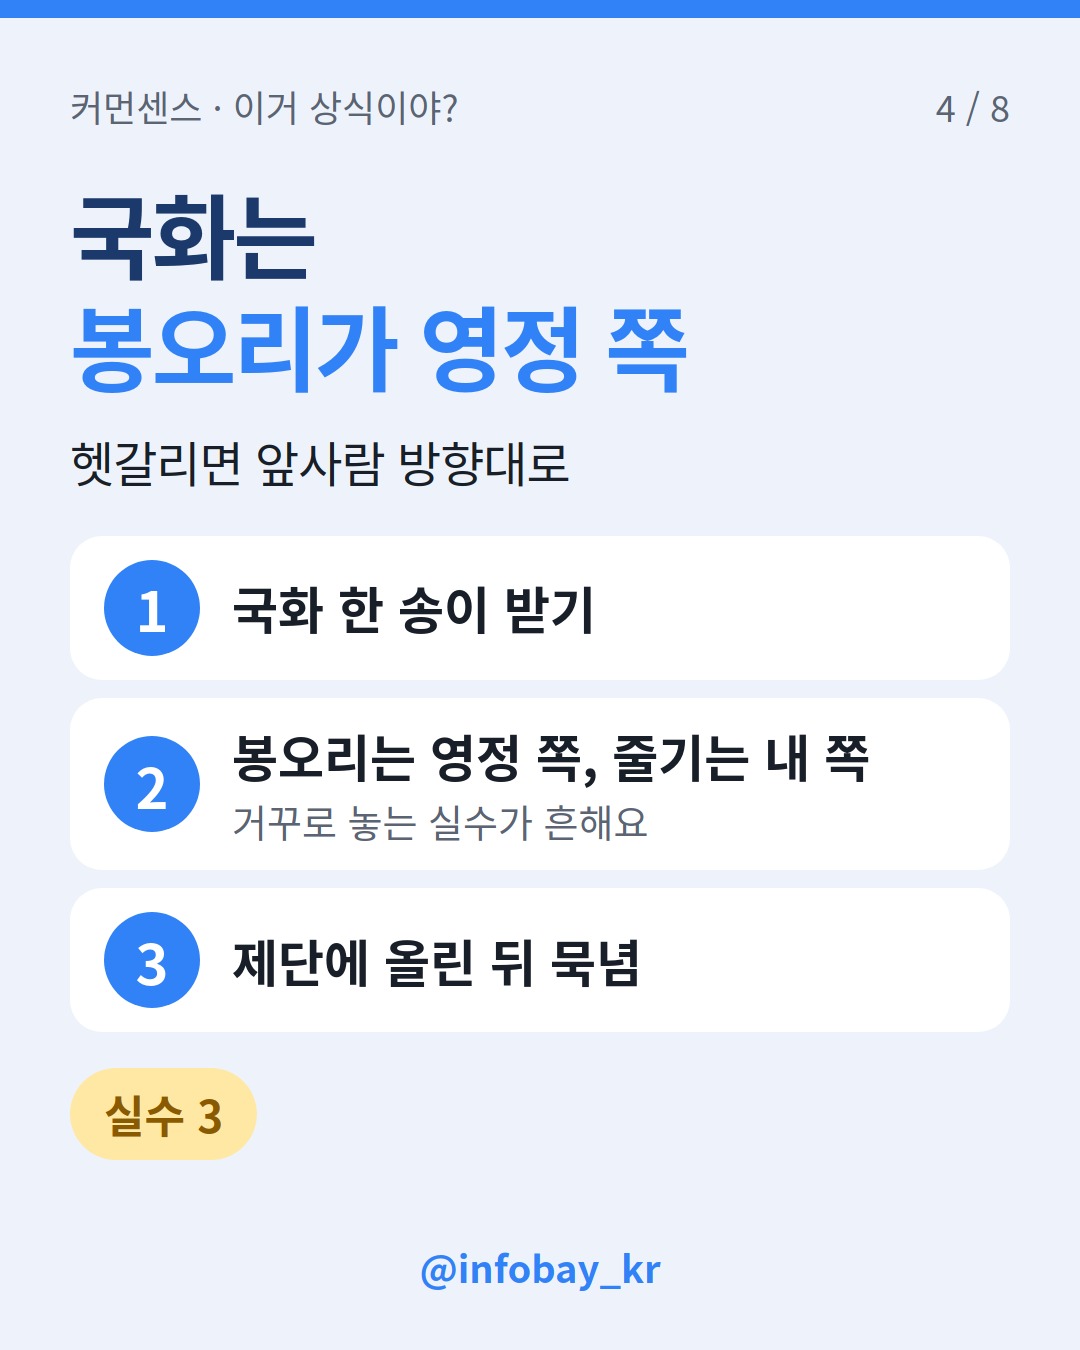 커먼센스 · 이거 상식이야?
4 / 8
국화는
봉오리가 영정 쪽
헷갈리면 앞사람 방향대로
1
국화 한 송이 받기
2
봉오리는 영정 쪽, 줄기는 내 쪽
거꾸로 놓는 실수가 흔해요
3
제단에 올린 뒤 묵념
실수 3
@infobay_kr